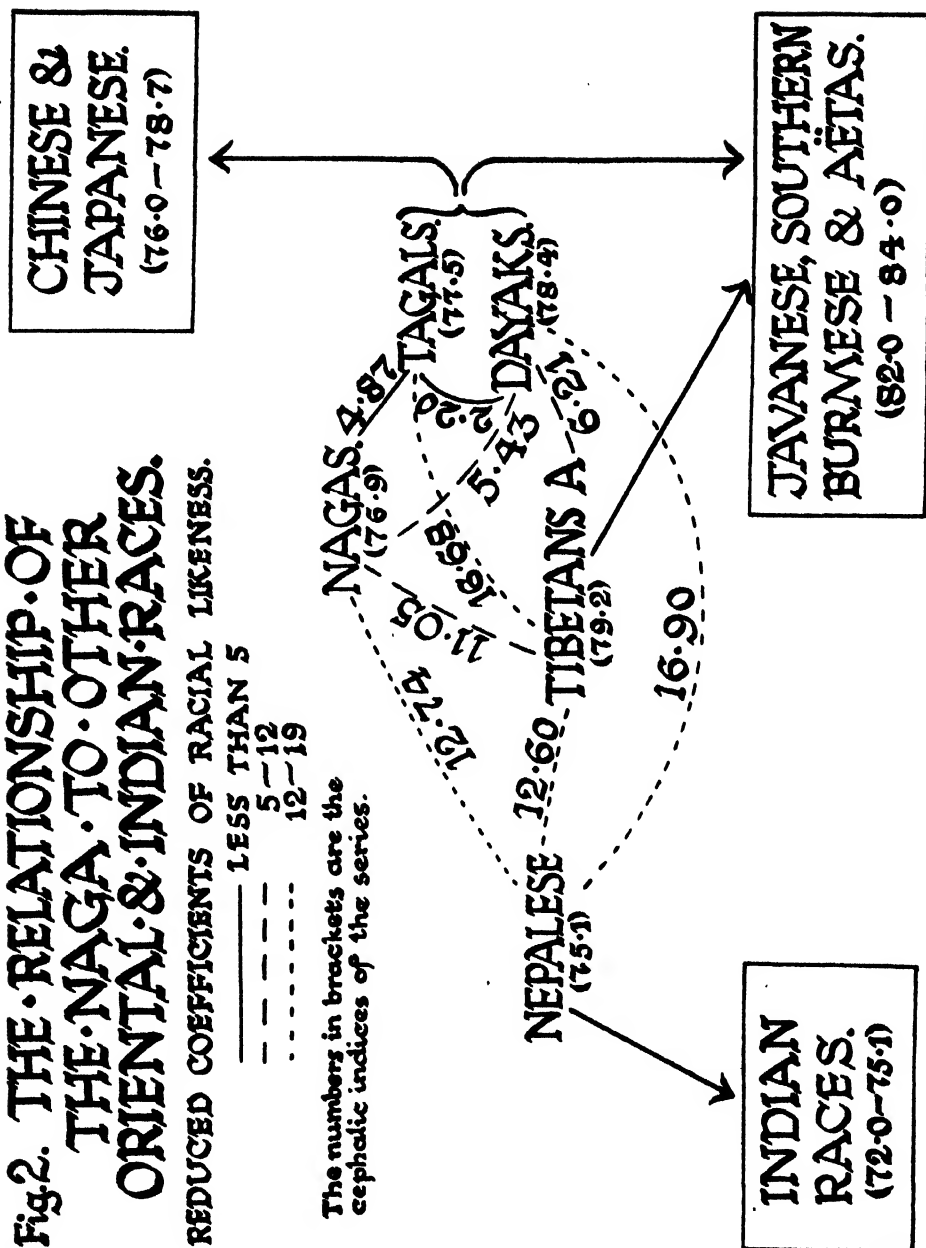 Fig.2. THE·RELATIONSHIP·OF
THE·NAGA·TO·OTHER
ORIENTAL·&·INDIAN·RACES.
REDUCED COEFFICIENTS OF RACIAL LIKENESS.
LESS THAN 5
5—12
12—19
The numbers in brackets are the
cephalic indices of the series.
CHINESE &
JAPANESE.
(76·0—78·7)
NAGAS.
(76·9)
4·87
TAGALS.
(77·5)
2·20
DAYAKS.
(78·4)
5·43
16·68
11·05
12·74
6·21
NEPALESE
(75·1)
12·60
TIBETANS A
(79·2)
16·90
INDIAN
RACES.
(72·0—75·1)
JAVANESE, SOUTHERN
BURMESE & AËTAS.
(82·0—84·0)